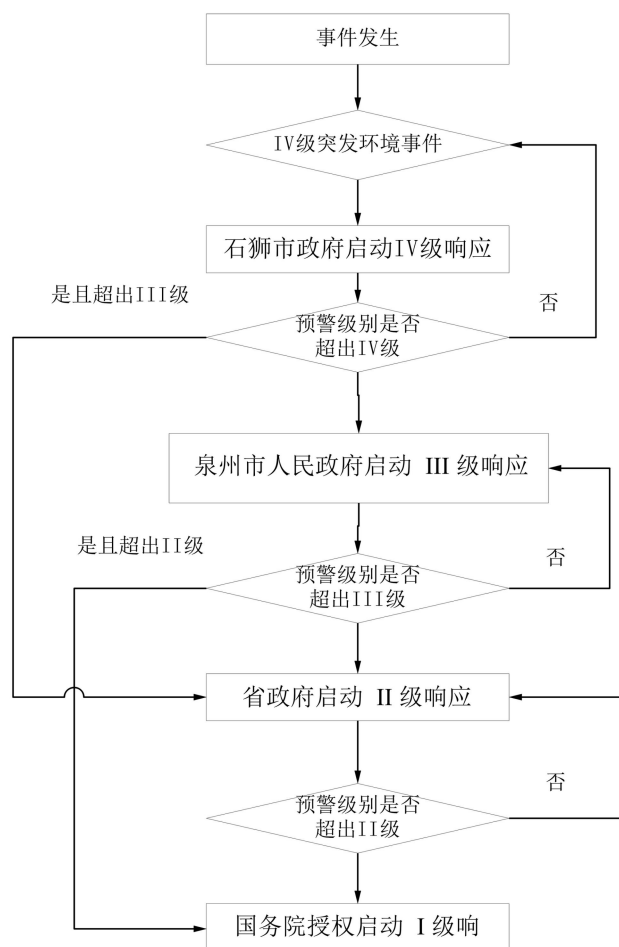 事件发生
IV级突发环境事件
石狮市政府启动IV级响应
是且超出III级
否
预警级别是否
超出IV级
泉州市人民政府启动 III 级响应
是且超出II级
否
预警级别是否
超出III级
省政府启动 II 级响应
否
预警级别是否
超出II级
国务院授权启动 I 级响